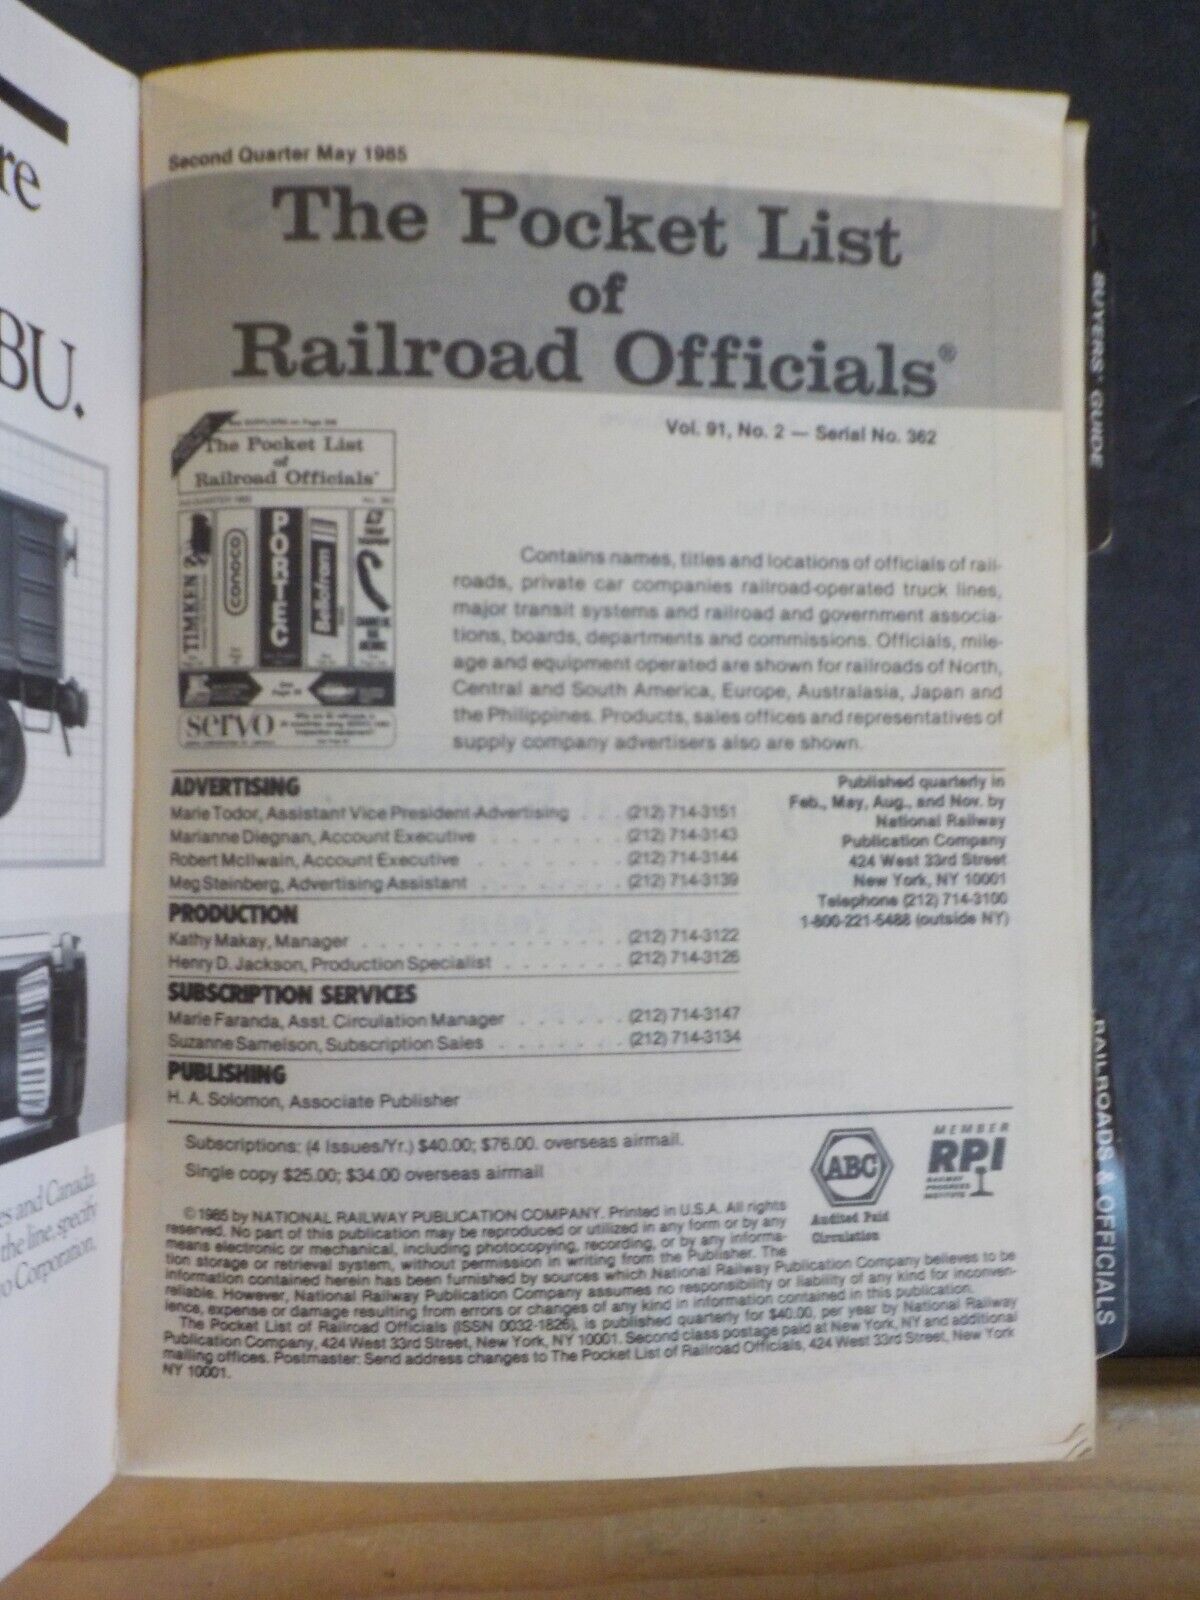 re
BU.
es and Canada.
the line, specify
o Corporation.
Second Quarter May 1985
The Pocket List
of
Railroad Officials®
Vol. 91, No. 2 — Serial No. 362
The Pocket List
of
Railroad Officials
No. 362
TIMKEN
conoco
PORTEC
servo
Contains names, titles and locations of officials of rail-
roads, private car companies railroad-operated truck lines,
major transit systems and railroad and government associa-
tions, boards, departments and commissions. Officials, mile-
age and equipment operated are shown for railroads of North,
Central and South America, Europe, Australasia, Japan and
the Philippines. Products, sales offices and representatives of
supply company advertisers also are shown.
ADVERTISING
Marie Todor, Assistant Vice President-Advertising . . . (212) 714-3151
Marianne Diegnan, Account Executive . . . . . . . (212) 714-3143
Robert McIlwain, Account Executive . . . . . . . . (212) 714-3144
Meg Steinberg, Advertising Assistant . . . . . . . . (212) 714-3139
PRODUCTION
Kathy Makay, Manager . . . . . . . . . . . . . . . (212) 714-3122
Henry D. Jackson, Production Specialist . . . . . . . (212) 714-3126
SUBSCRIPTION SERVICES
Marie Faranda, Asst. Circulation Manager . . . . . . (212) 714-3147
Suzanne Samelson, Subscription Sales . . . . . . . (212) 714-3134
PUBLISHING
H. A. Solomon, Associate Publisher
Published quarterly in
Feb., May, Aug., and Nov. by
National Railway
Publication Company
424 West 33rd Street
New York, NY 10001
Telephone (212) 714-3100
1-800-221-5488 (outside NY)
Subscriptions: (4 Issues/Yr.) $40.00; $76.00. overseas airmail.
Single copy $25.00; $34.00 overseas airmail
ABC
Audited Paid
Circulation
MEMBER
RPI
RAILWAY
PROGRESS
INSTITUTE
©1985 by NATIONAL RAILWAY PUBLICATION COMPANY. Printed in U.S.A. All rights
reserved. No part of this publication may be reproduced or utilized in any form or by any
means electronic or mechanical, including photocopying, recording, or by any informa-
tion storage or retrieval system, without permission in writing from the Publisher. The
information contained herein has been furnished by sources which National Railway Publication Company believes to be
reliable. However, National Railway Publication Company assumes no responsibility or liability of any kind for inconven-
ience, expense or damage resulting from errors or changes of any kind in information contained in this publication.
The Pocket List of Railroad Officials (ISSN 0032-1826), is published quarterly for $40.00, per year by National Railway
Publication Company, 424 West 33rd Street, New York, NY 10001. Second class postage paid at New York, NY and additional
mailing offices. Postmaster: Send address changes to The Pocket List of Railroad Officials, 424 West 33rd Street, New York
NY 10001.
BUYERS' GUIDE
RAILROADS & OFFICIALS